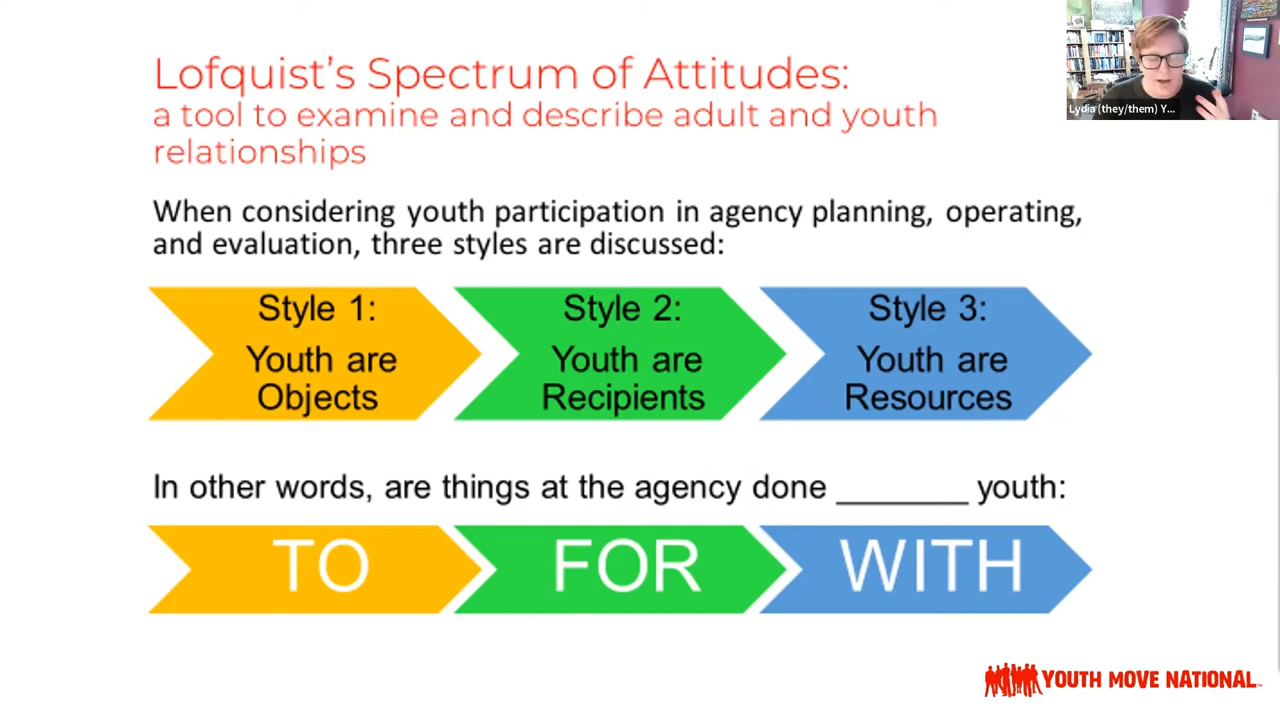 Lofquist's Spectrum of Attitudes:
a tool to examine and describe adult and youth
relationships
Lydia (they/them) Y...
When considering youth participation in agency planning, operating,
and evaluation, three styles are discussed:
Style 1:
Youth are
Objects
Style 2:
Youth are
Recipients
Style 3:
Youth are
Resources
In other words, are things at the agency done ________ youth:
TO
FOR
WITH
YOUTH MOVE NATIONAL